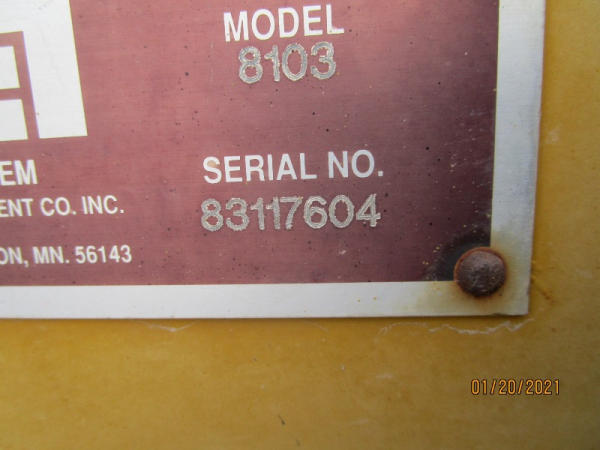 MODEL
8103
EM
SERIAL NO.
ENT CO. INC.
83117604
ON, MN. 56143
01/20/2021